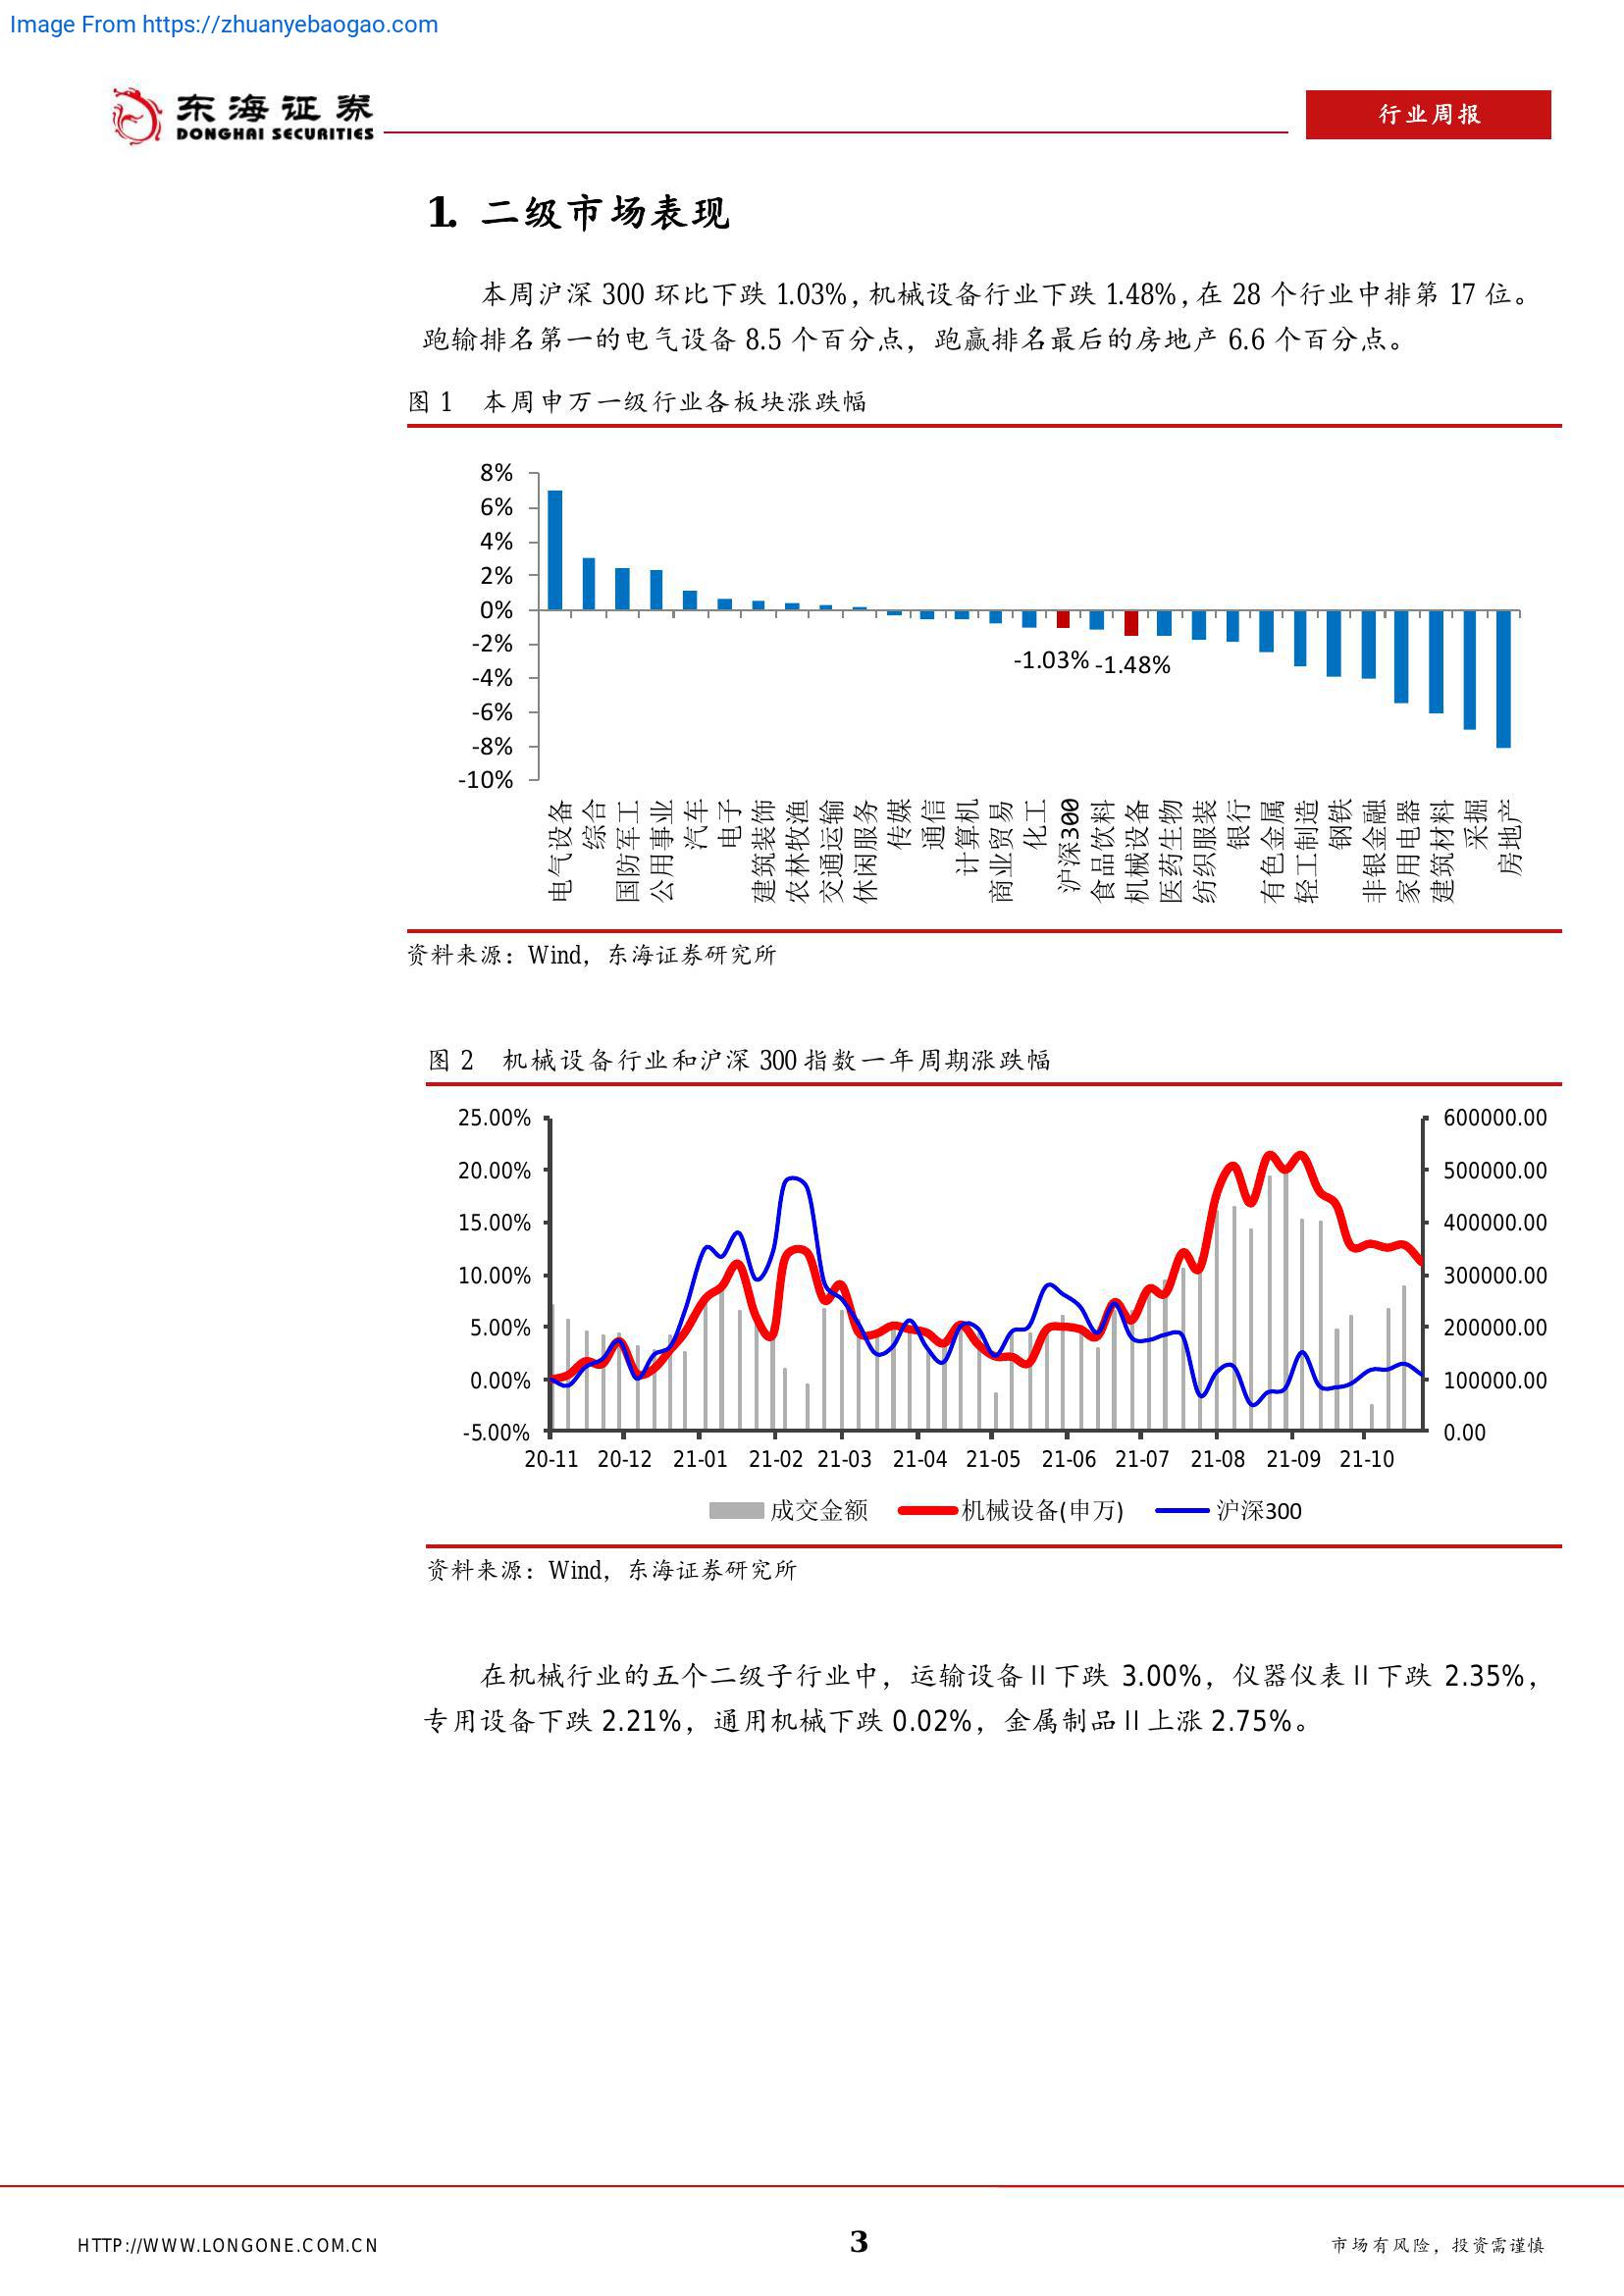 Image From https://zhuanyebaogao.com
东海证券
DONGHAI SECURITIES
行业周报
1. 二级市场表现
本周沪深 300 环比下跌 1.03%，机械设备行业下跌 1.48%，在 28 个行业中排第 17 位。
跑输排名第一的电气设备 8.5 个百分点，跑赢排名最后的房地产 6.6 个百分点。
图 1 本周申万一级行业各板块涨跌幅
8%
6%
4%
2%
0%
-2%
-4%
-6%
-8%
-10%
-1.03% -1.48%
电气设备
综合
国防军工
公用事业
汽车
电子
建筑装饰
农林牧渔
交通运输
休闲服务
传媒
通信
计算机
商业贸易
化工
沪深300
食品饮料
机械设备
医药生物
纺织服装
银行
有色金属
轻工制造
钢铁
非银金融
家用电器
建筑材料
采掘
房地产
资料来源：Wind，东海证券研究所
图 2 机械设备行业和沪深 300 指数一年周期涨跌幅
25.00% 600000.00
20.00% 500000.00
15.00% 400000.00
10.00% 300000.00
5.00% 200000.00
0.00% 100000.00
-5.00% 0.00
20-11 20-12 21-01 21-02 21-03 21-04 21-05 21-06 21-07 21-08 21-09 21-10
成交金额 机械设备(申万) 沪深300
资料来源：Wind，东海证券研究所
在机械行业的五个二级子行业中，运输设备Ⅱ下跌 3.00%，仪器仪表Ⅱ下跌 2.35%，
专用设备下跌 2.21%，通用机械下跌 0.02%，金属制品Ⅱ上涨 2.75%。
HTTP://WWW.LONGONE.COM.CN 3 市场有风险，投资需谨慎